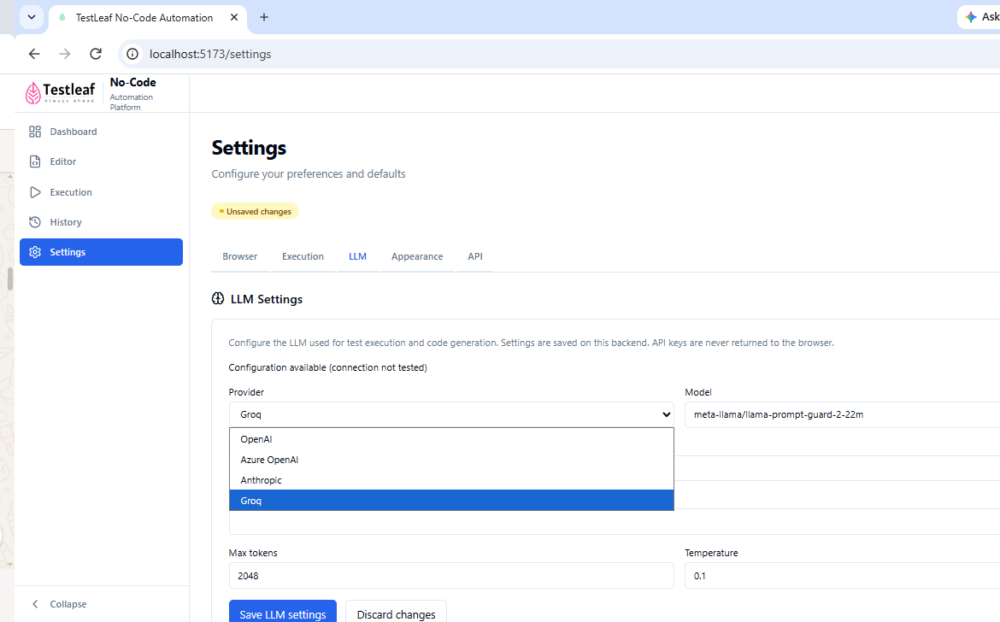 TestLeaf No-Code Automation
Ask
localhost:5173/settings
Testleaf
Always Ahead
No-Code
Automation
Platform
Dashboard
Editor
Execution
History
Settings
Collapse
Settings
Configure your preferences and defaults
Unsaved changes
Browser Execution LLM Appearance API
LLM Settings
Configure the LLM used for test execution and code generation. Settings are saved on this backend. API keys are never returned to the browser.
Configuration available (connection not tested)
Provider Model
Groq meta-llama/llama-prompt-guard-2-22m
OpenAI
Azure OpenAI
Anthropic
Groq
Max tokens Temperature
2048 0.1
Save LLM settings Discard changes